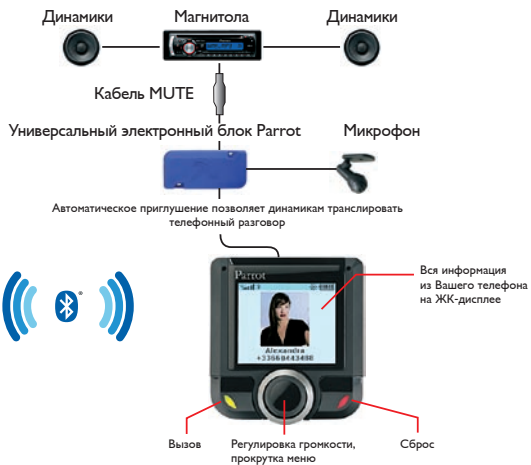 Динамики
Магнитола
Динамики
Кабель MUTE
Универсальный электронный блок Parrot
Микрофон
Автоматическое приглушение позволяет динамикам транслировать
телефонный разговор
Parrot
Вся информация
из Вашего телефона
на ЖК-дисплее
Alexandra
+33668443488
Вызов
Регулировка громкости,
прокрутка меню
Сброс